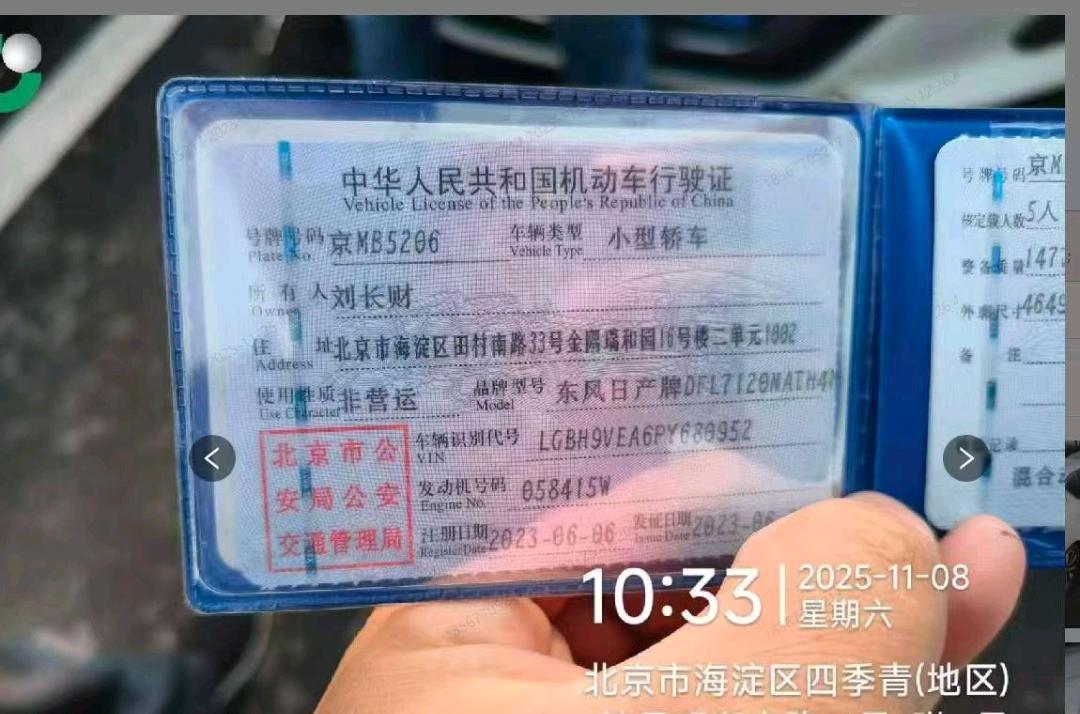 中华人民共和国机动车行驶证
Vehicle License of the People's Republic of China
号牌号码 京MB5206 车辆类型 小型轿车
Plate No. Vehicle Type
所有人 刘长财
Owner
住址 北京市海淀区田村南路33号金隅瑞和园16号楼二单元1002
Address
使用性质 非营运 品牌型号 东风日产牌DFL7120NAIH4
Use Character Model
北京市公安局公安交通管理局
车辆识别代号 LGBH9VEA6PY680952
VIN
发动机号码 058415W
Engine No.
注册日期 2023-06-06 发证日期 2023-06
Register Date Issue Date
号牌号码 京M
核定载人数 5人
整备质量 147
外廓尺寸 4649
备注
记录
混合
10:33
2025-11-08
星期六
北京市海淀区四季青(地区)